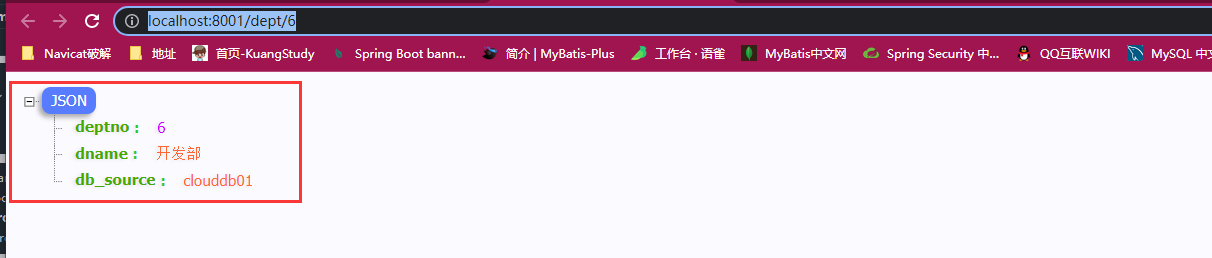 localhost:8001/dept/6
Navicat破解 地址 首页-KuangStudy Spring Boot bann... 简介 | MyBatis-Plus 工作台 · 语雀 MyBatis中文网 Spring Security 中... QQ互联WIKI MySQL 中文
JSON
deptno : 6
dname : 开发部
db_source : clouddb01